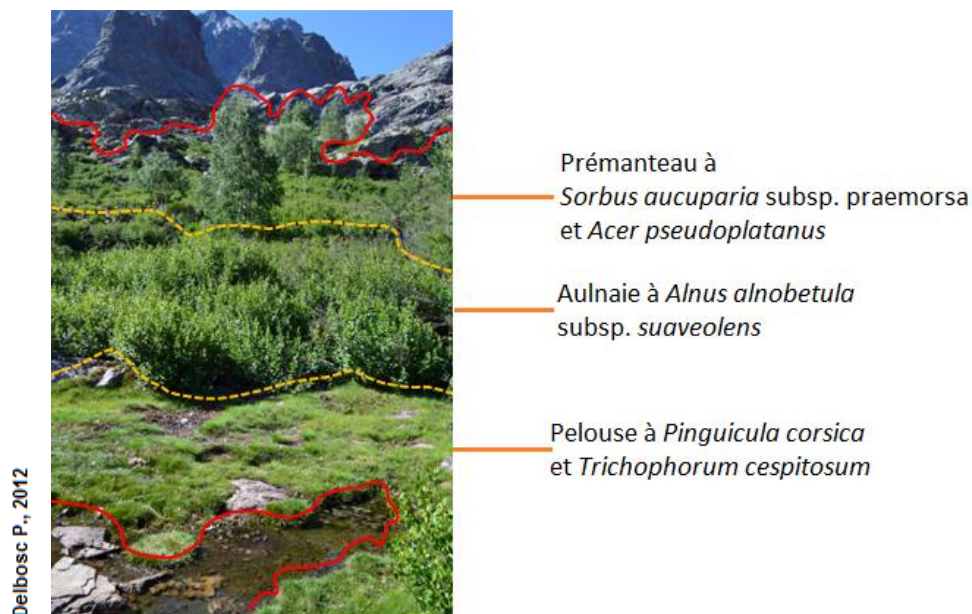 Prémanteau à
Sorbus aucuparia subsp. praemorsa
et Acer pseudoplatanus
Aulnaie à Alnus alnobetula
subsp. suaveolens
Pelouse à Pinguicula corsica
et Trichophorum cespitosum
Delbosc P., 2012